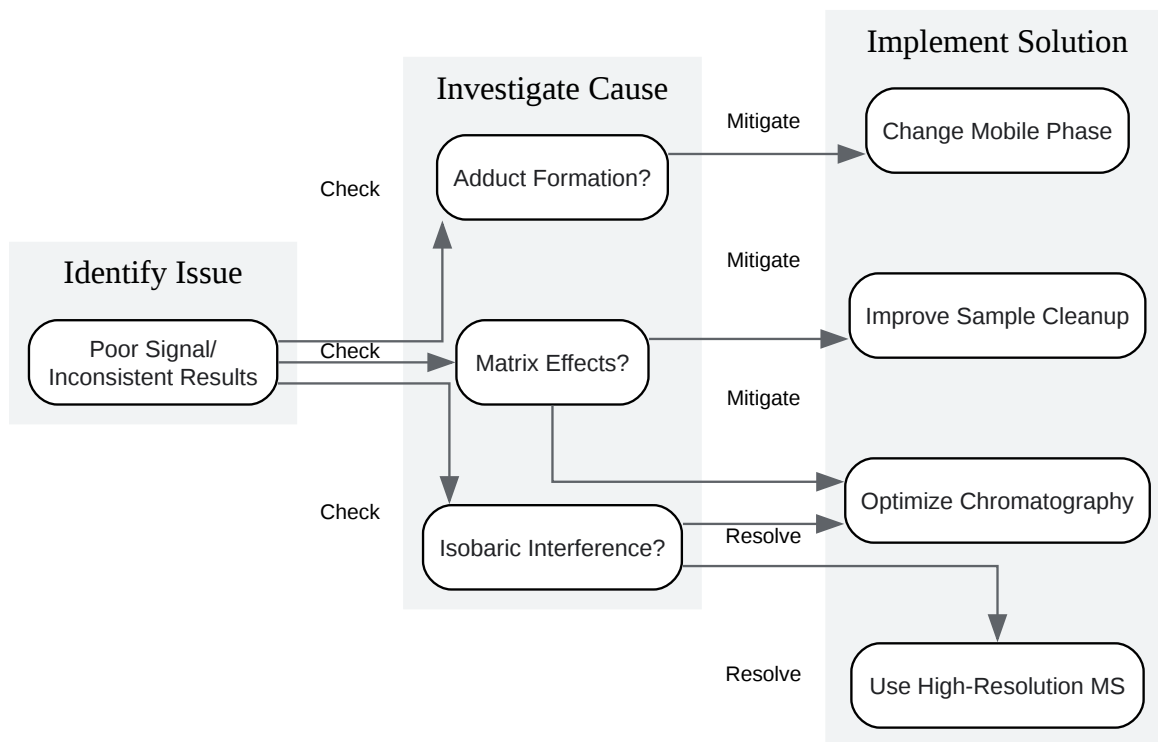 Identify Issue
Poor Signal/
Inconsistent Results
Check
Check
Check
Investigate Cause
Adduct Formation?
Matrix Effects?
Isobaric Interference?
Mitigate
Mitigate
Mitigate
Resolve
Resolve
Implement Solution
Change Mobile Phase
Improve Sample Cleanup
Optimize Chromatography
Use High-Resolution MS